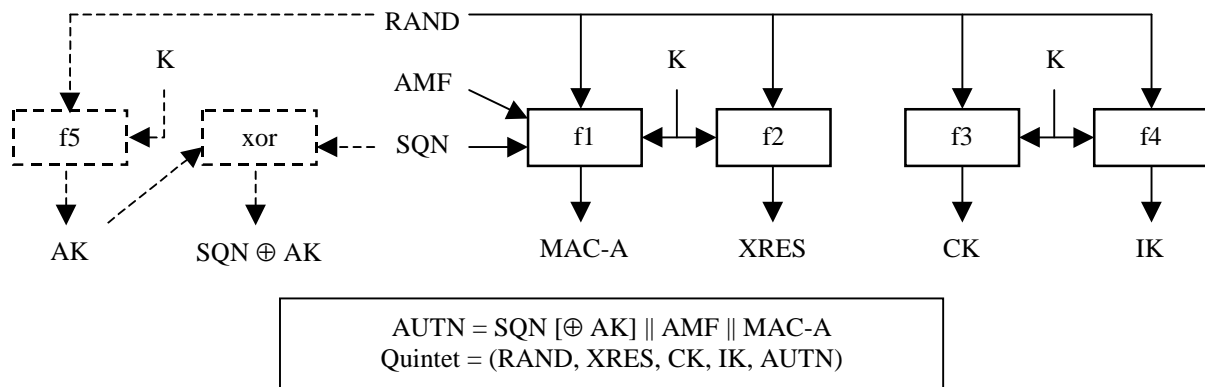 RAND
K
K
AMF
f5
xor
SQN
f1
f2
f3
f4
AK
SQN ⊕ AK
MAC-A
XRES
CK
IK
AUTN = SQN [⊕ AK] || AMF || MAC-A
Quintet = (RAND, XRES, CK, IK, AUTN)